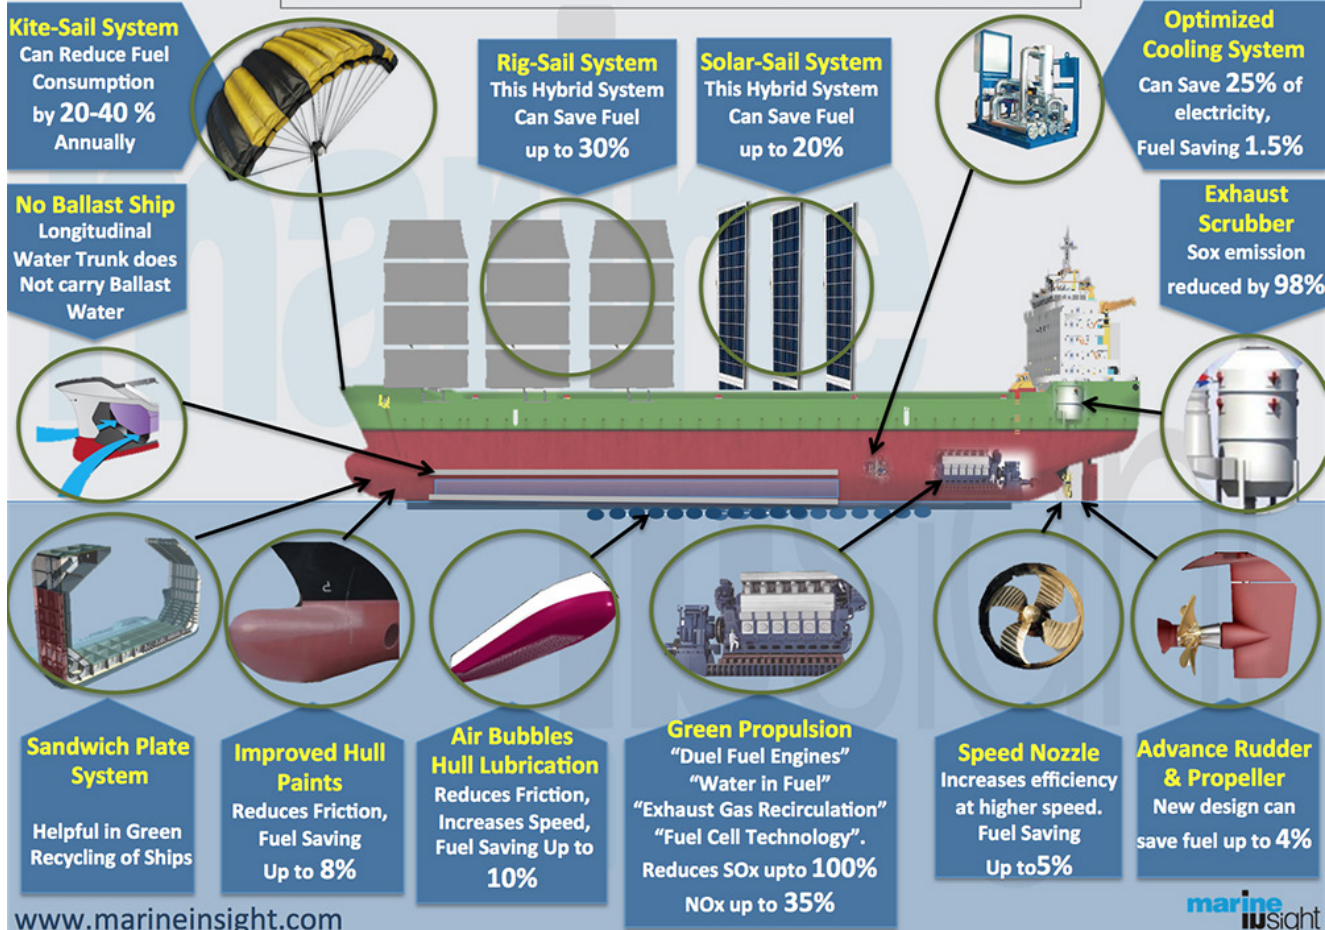 Kite-Sail System
Can Reduce Fuel
Consumption
by 20-40 %
Annually
Rig-Sail System
This Hybrid System
Can Save Fuel
up to 30%
Solar-Sail System
This Hybrid System
Can Save Fuel
up to 20%
Optimized
Cooling System
Can Save 25% of
electricity,
Fuel Saving 1.5%
No Ballast Ship
Longitudinal
Water Trunk does
Not carry Ballast
Water
Exhaust
Scrubber
Sox emission
reduced by 98%
Sandwich Plate
System
Helpful in Green
Recycling of Ships
Improved Hull
Paints
Reduces Friction,
Fuel Saving
Up to 8%
Air Bubbles
Hull Lubrication
Reduces Friction,
Increases Speed,
Fuel Saving Up to
10%
Green Propulsion
“Duel Fuel Engines”
“Water in Fuel”
“Exhaust Gas Recirculation”
“Fuel Cell Technology”.
Reduces SOx upto 100%
NOx up to 35%
Speed Nozzle
Increases efficiency
at higher speed.
Fuel Saving
Up to5%
Advance Rudder
& Propeller
New design can
save fuel up to 4%
www.marineinsight.com
marine
insight